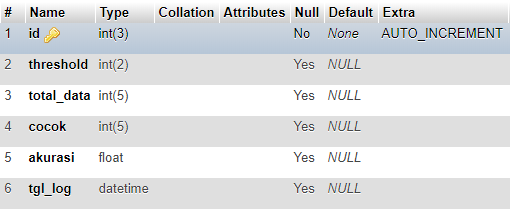 # Name Type Collation Attributes Null Default Extra
1 id int(3) No None AUTO_INCREMENT
2 threshold int(2) Yes NULL
3 total_data int(5) Yes NULL
4 cocok int(5) Yes NULL
5 akurasi float Yes NULL
6 tgl_log datetime Yes NULL